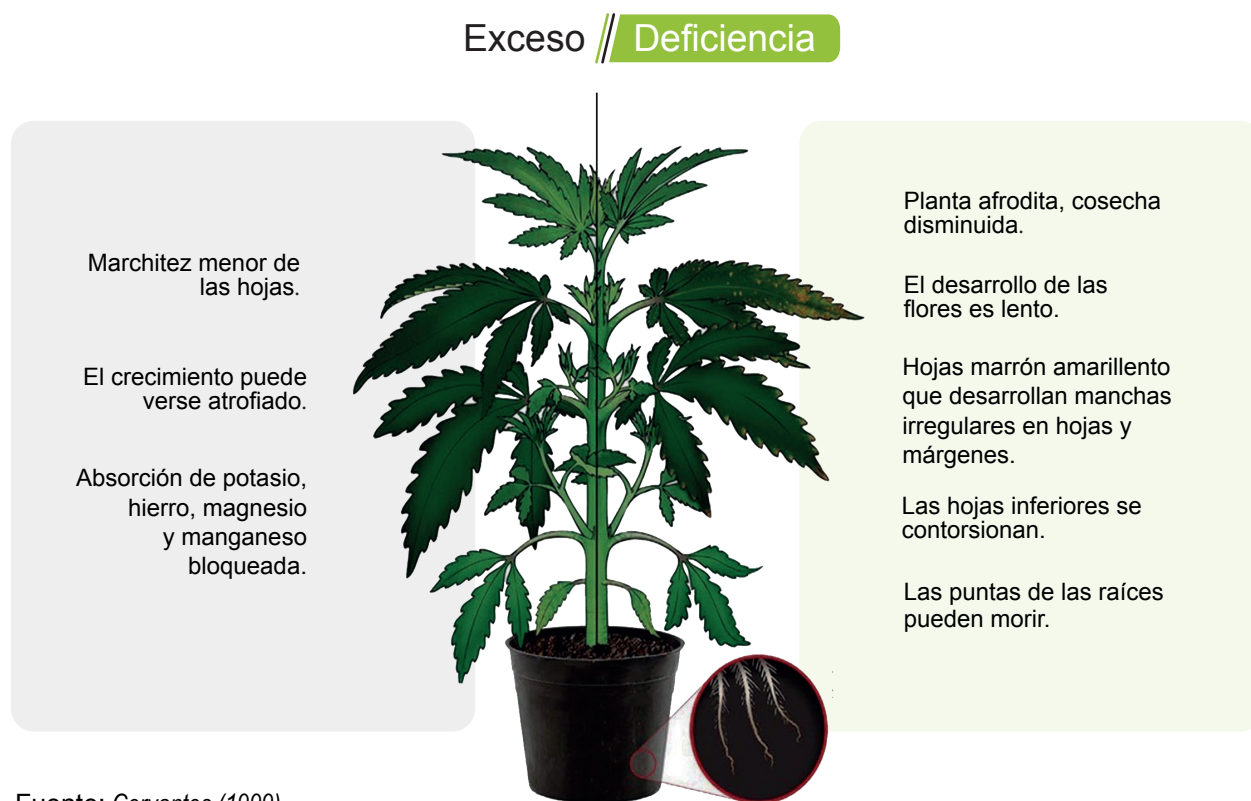 Exceso // Deficiencia
Marchitez menor de
las hojas.
El crecimiento puede
verse atrofiado.
Absorción de potasio,
hierro, magnesio
y manganeso
bloqueada.
Planta afrodita, cosecha
disminuida.
El desarrollo de las
flores es lento.
Hojas marrón amarillento
que desarrollan manchas
irregulares en hojas y
márgenes.
Las hojas inferiores se
contorsionan.
Las puntas de las raíces
pueden morir.
Fuente: Cervantes